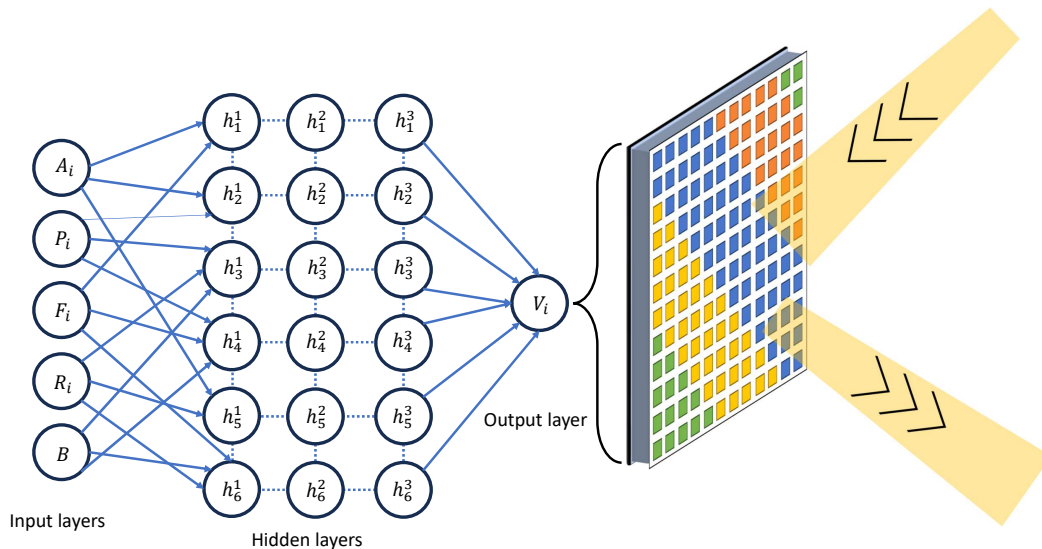 A_i
P_i
F_i
R_i
B
Input layers
h_1^1
h_2^1
h_3^1
h_4^1
h_5^1
h_6^1
h_1^2
h_2^2
h_3^2
h_4^2
h_5^2
h_6^2
h_1^3
h_2^3
h_3^3
h_4^3
h_5^3
h_6^3
Hidden layers
V_i
Output layer